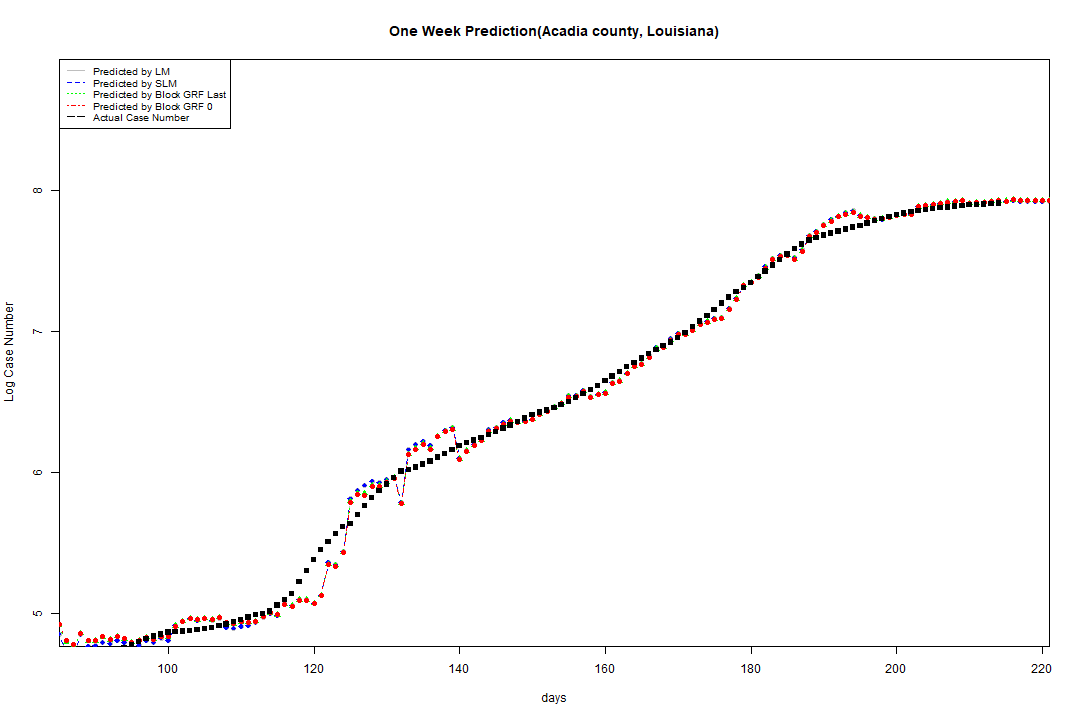 One Week Prediction(Acadia county, Louisiana)
Predicted by LM
Predicted by SLM
Predicted by Block GRF Last
Predicted by Block GRF 0
Actual Case Number
8
7
6
5
Log Case Number
100 120 140 160 180 200 220
days